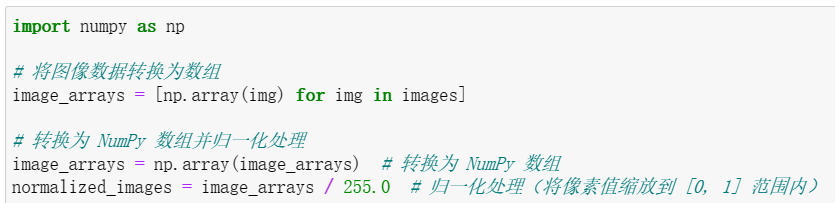 import numpy as np
# 将图像数据转换为数组
image_arrays = [np.array(img) for img in images]
# 转换为 NumPy 数组并归一化处理
image_arrays = np.array(image_arrays)  # 转换为 NumPy 数组
normalized_images = image_arrays / 255.0  # 归一化处理（将像素值缩放到 [0, 1] 范围内）